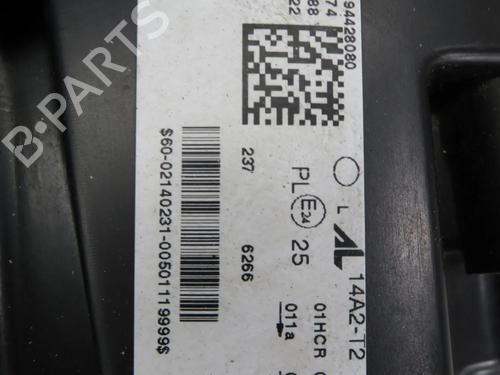 B-PARTS
94428080
74
88
22
L
AL 14A2-T2
PL E24 25
01HCR
011a
237
6266
$60-02140231-00501119999$